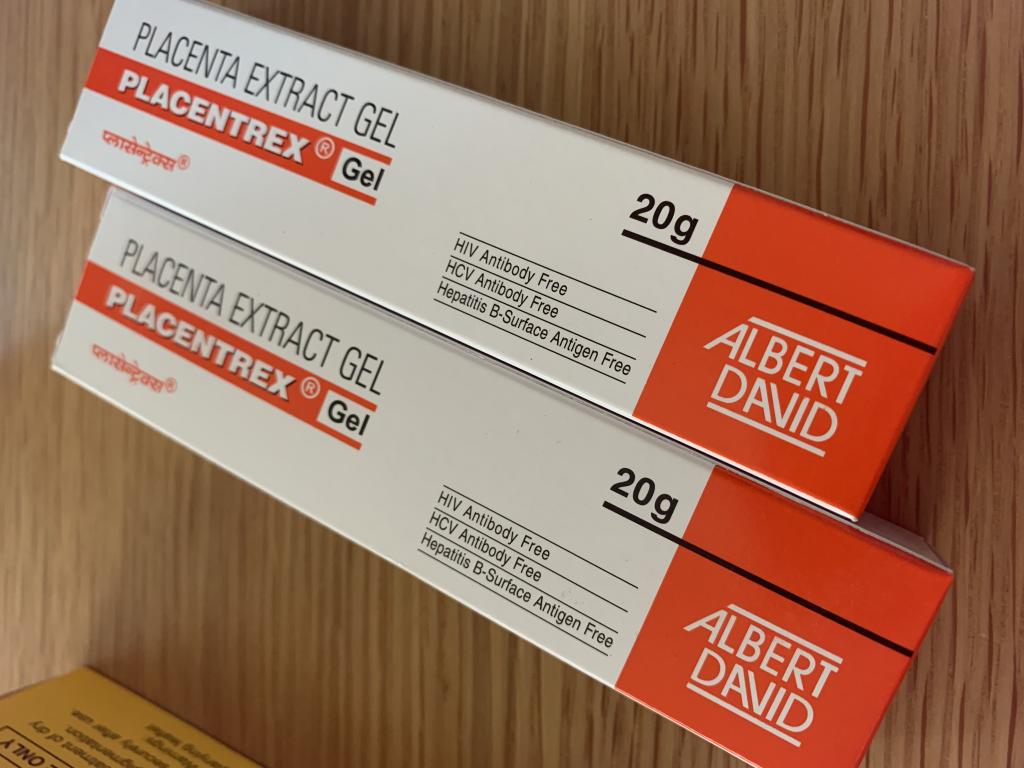 PLACENTA EXTRACT GEL
PLACENTREX® Gel
प्लासेन्ट्रेक्स®
20g
HIV Antibody Free
HCV Antibody Free
Hepatitis B-Surface Antigen Free
ALBERT
DAVID
PLACENTA EXTRACT GEL
PLACENTREX® Gel
प्लासेन्ट्रेक्स®
20g
HIV Antibody Free
HCV Antibody Free
Hepatitis B-Surface Antigen Free
ALBERT
DAVID
ONLY